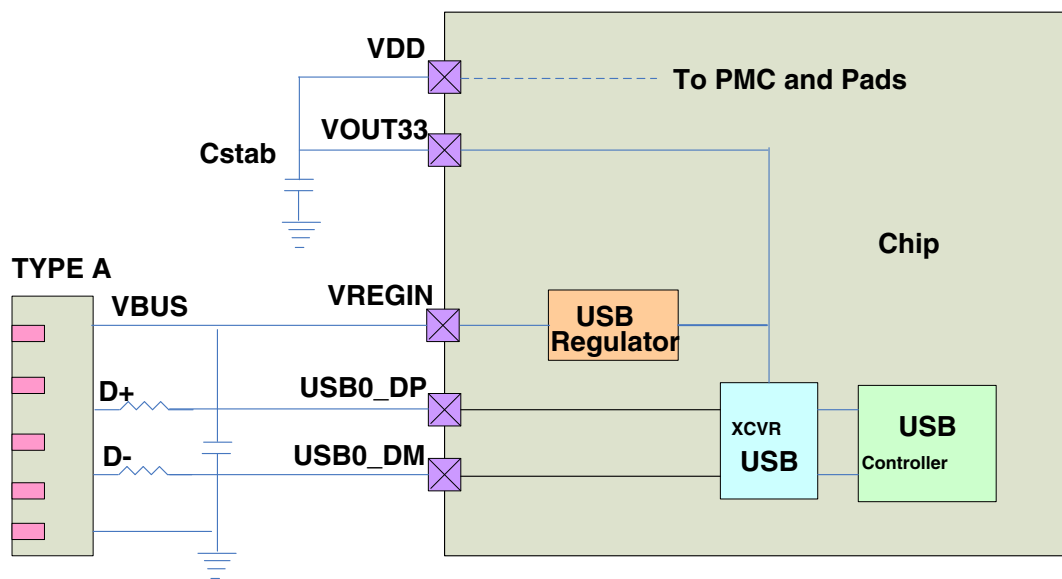 VDD
To PMC and Pads
VOUT33
Cstab
Chip
TYPE A
VBUS
VREGIN
USB
Regulator
D+
USB0_DP
XCVR
USB
USB
Controller
D-
USB0_DM